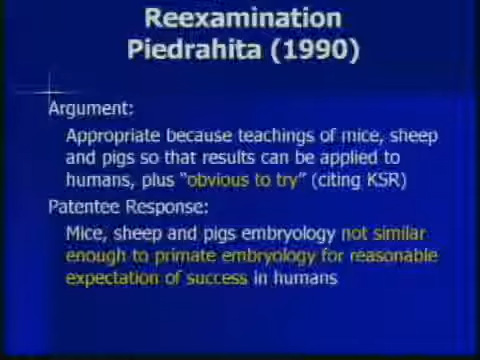 Reexamination
Piedrahita (1990)
Argument:
Appropriate because teachings of mice, sheep
and pigs so that results can be applied to
humans, plus “obvious to try” (citing KSR)
Patentee Response:
Mice, sheep and pigs embryology not similar
enough to primate embryology for reasonable
expectation of success in humans